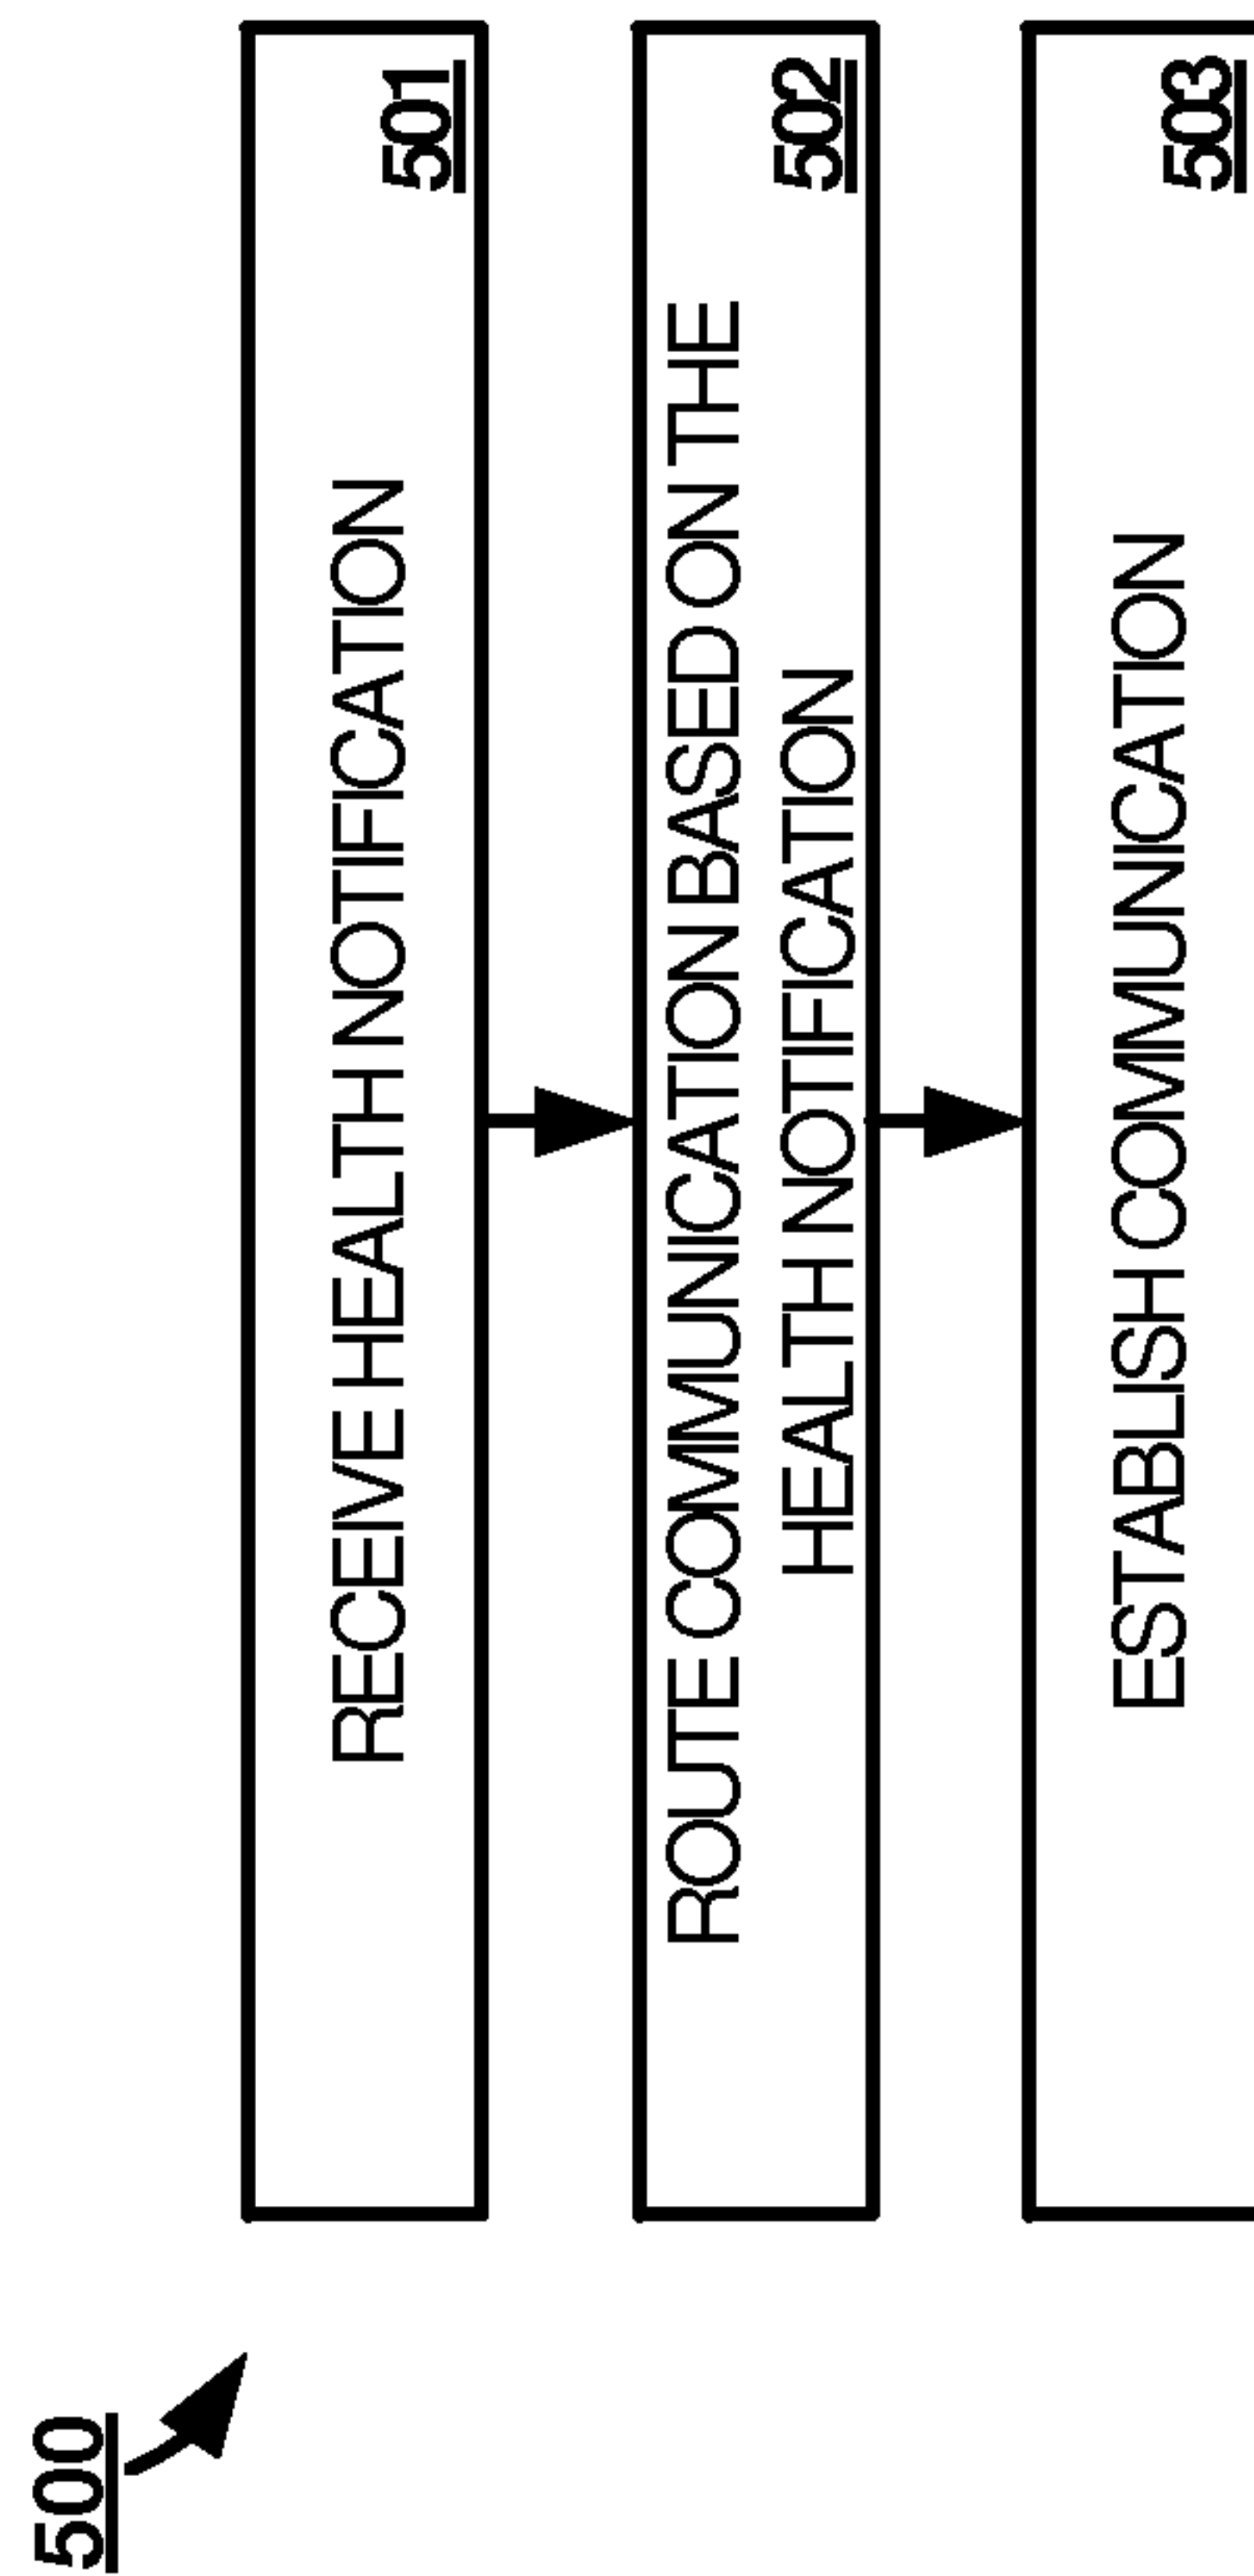 500
RECEIVE HEALTH NOTIFICATION
501
ROUTE COMMUNICATION BASED ON THE
HEALTH NOTIFICATION
502
ESTABLISH COMMUNICATION
503